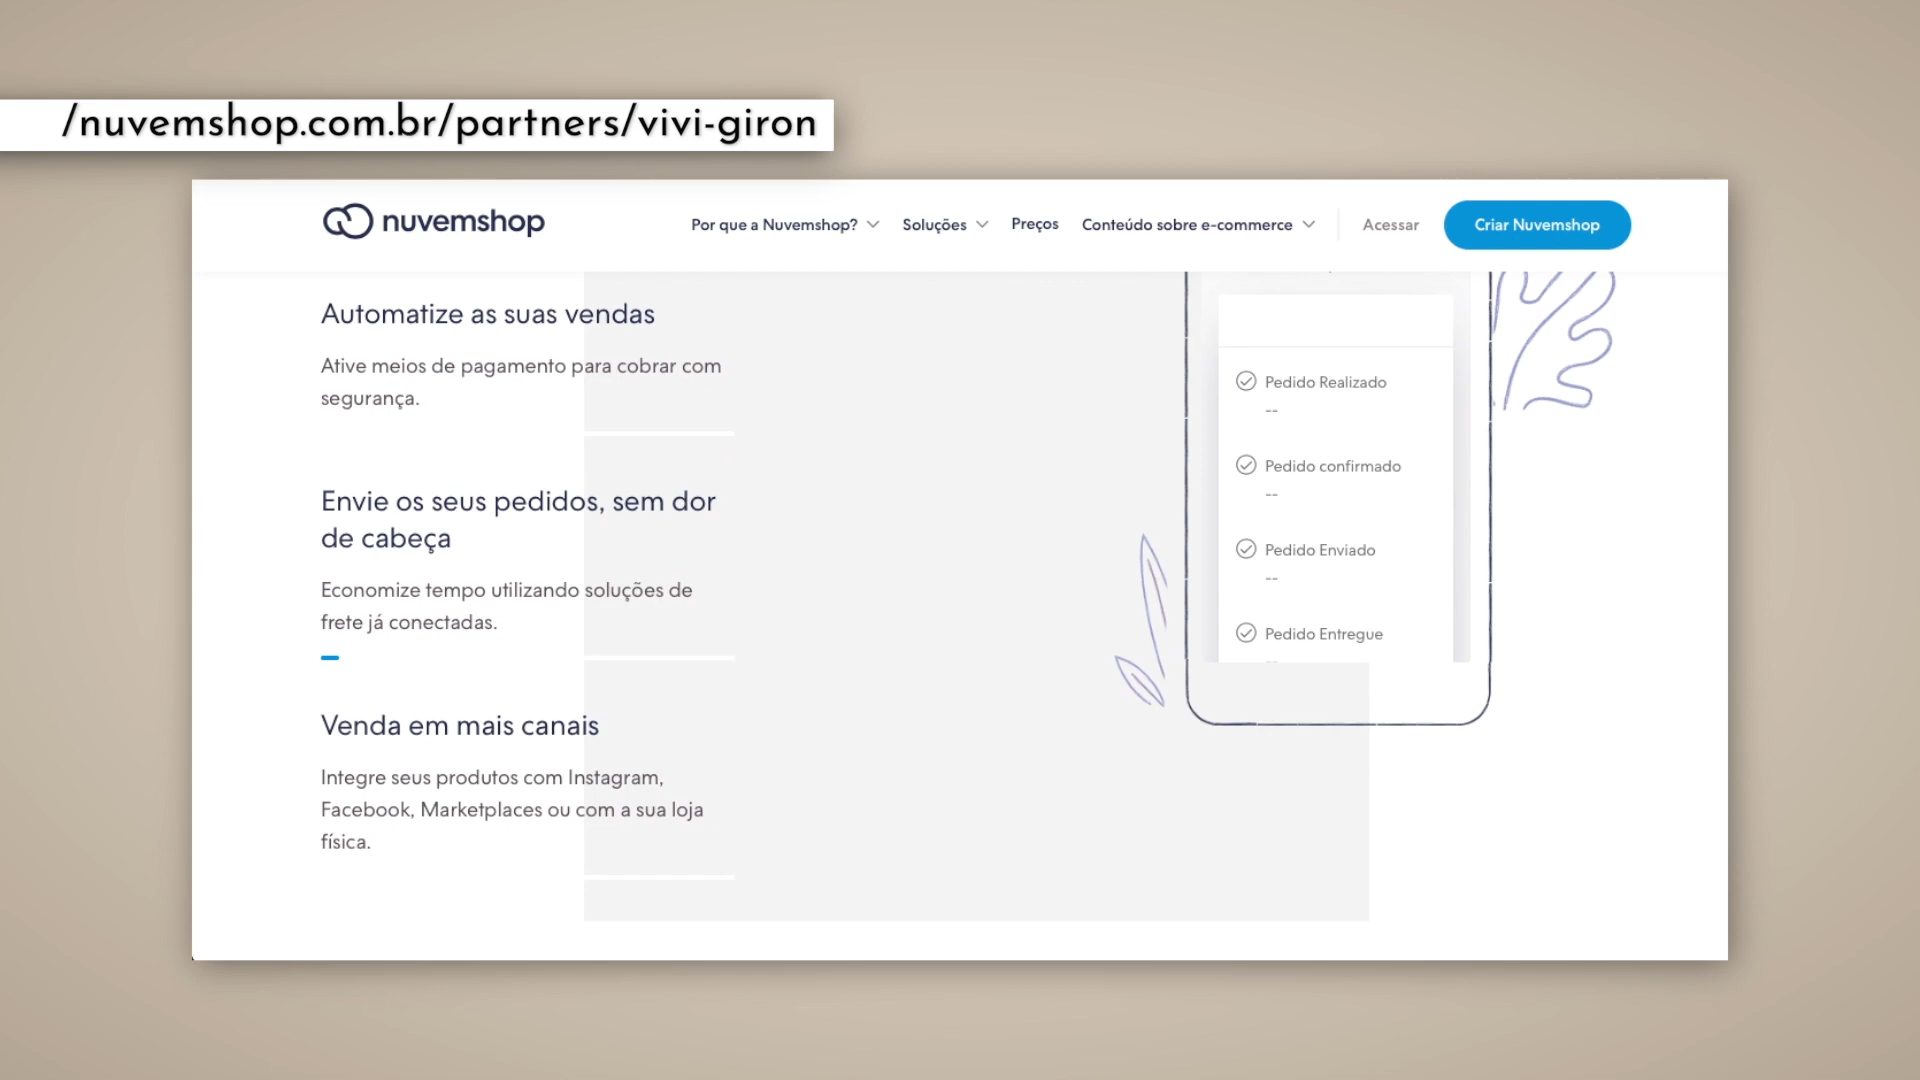 /nuvemshop.com.br/partners/vivi-giron
nuvemshop
Por que a Nuvemshop?
Soluções
Preços
Conteúdo sobre e-commerce
Acessar
Criar Nuvemshop
Automatize as suas vendas
Ative meios de pagamento para cobrar com
segurança.
Envie os seus pedidos, sem dor
de cabeça
Economize tempo utilizando soluções de
frete já conectadas.
Venda em mais canais
Integre seus produtos com Instagram,
Facebook, Marketplaces ou com a sua loja
física.
Pedido Realizado
--
Pedido confirmado
--
Pedido Enviado
--
Pedido Entregue
--